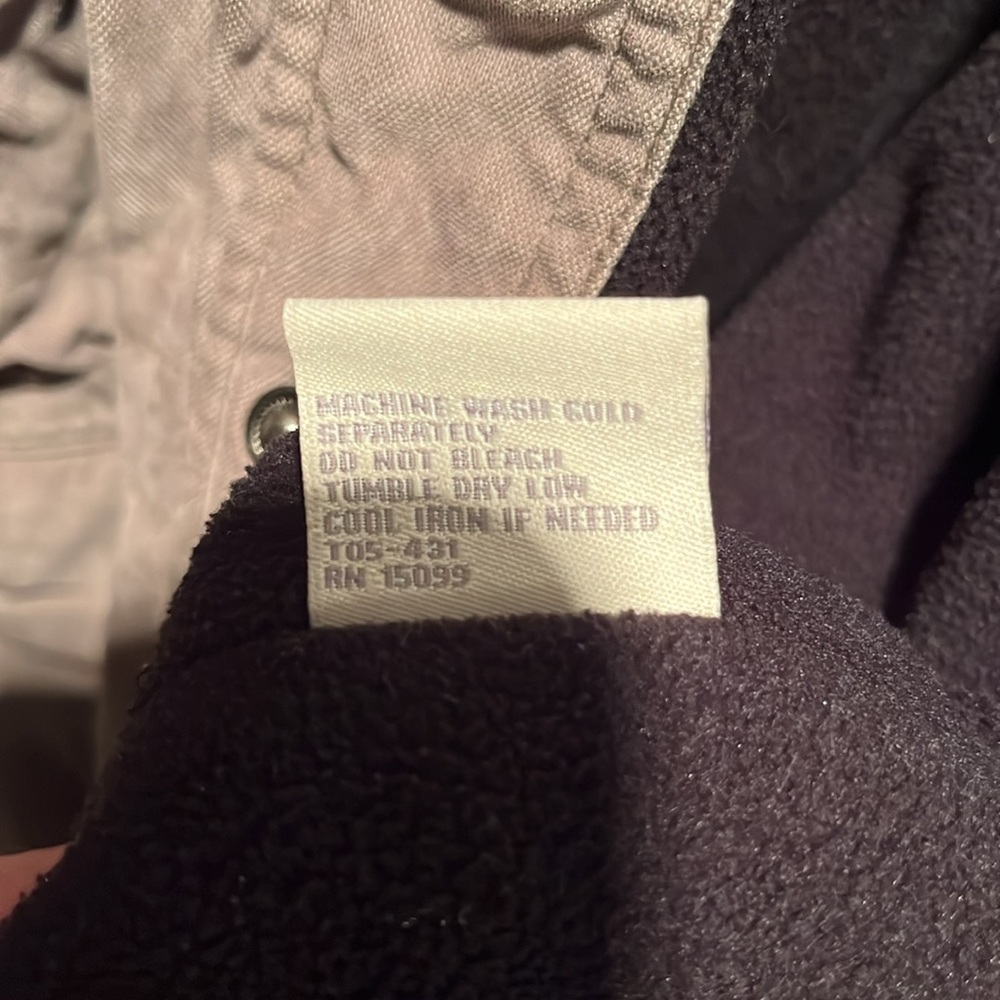 MACHINE WASH COLD
SEPARATELY
DO NOT BLEACH
TUMBLE DRY LOW
COOL IRON IF NEEDED
T05-431
RN 15099